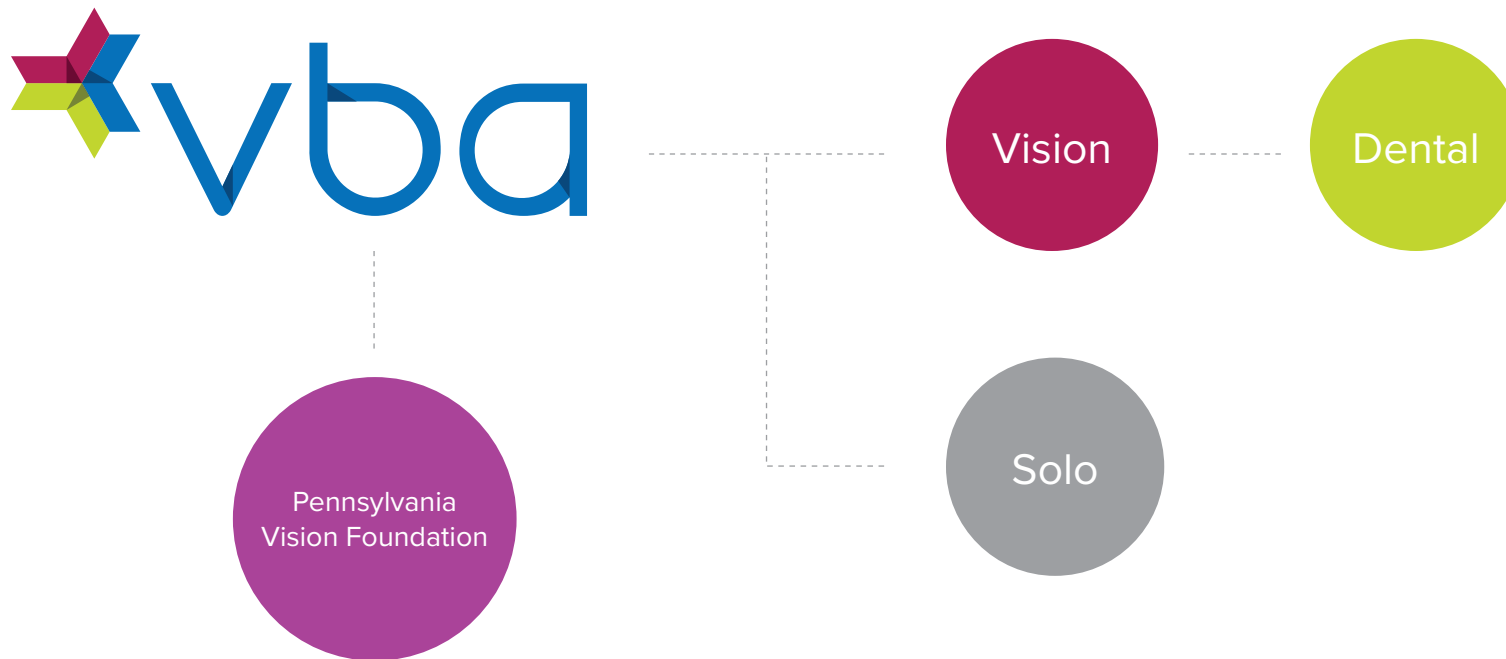 vba
Vision
Dental
Solo
Pennsylvania
Vision Foundation